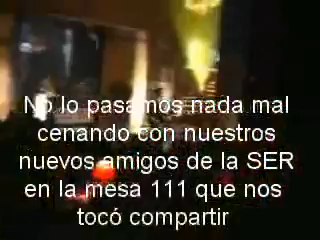 No lo pasamos nada mal
cenando con nuestros
nuevos amigos de la SER
en la mesa 111 que nos
tocó compartir